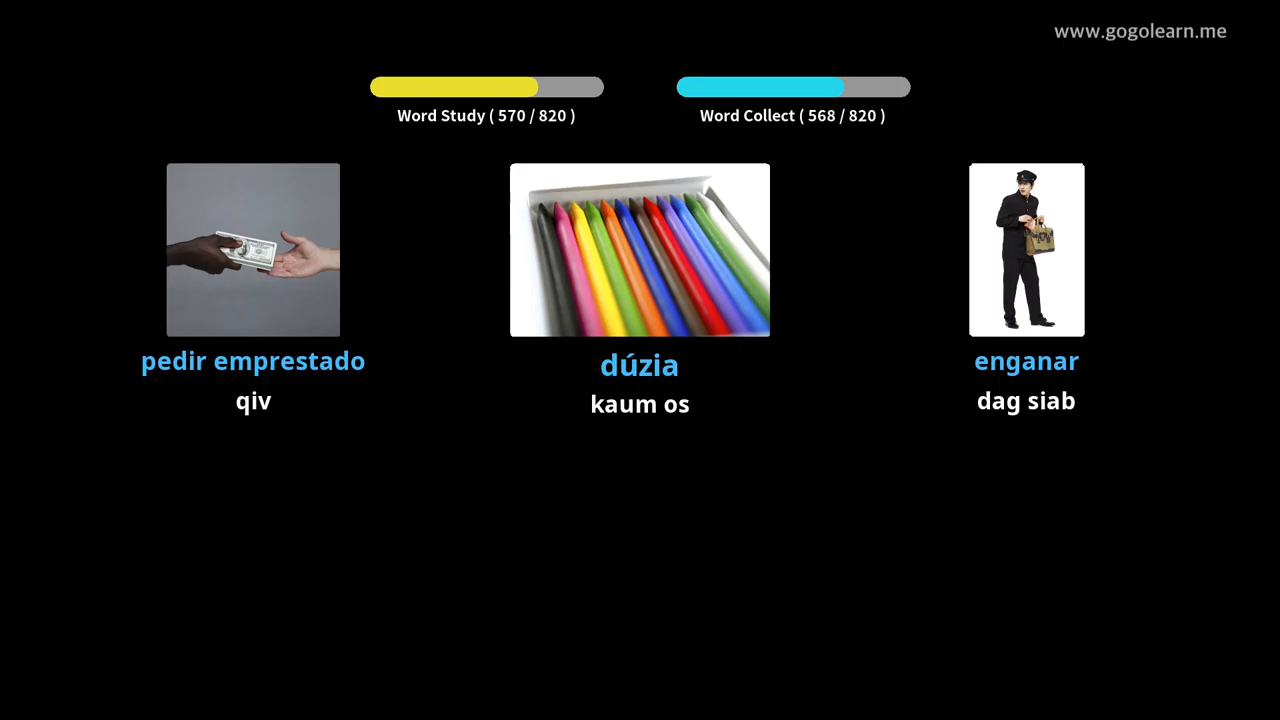 www.gogolearn.me
Word Study ( 570 / 820 )
Word Collect ( 568 / 820 )
pedir emprestado
qiv
dúzia
kaum os
enganar
dag siab